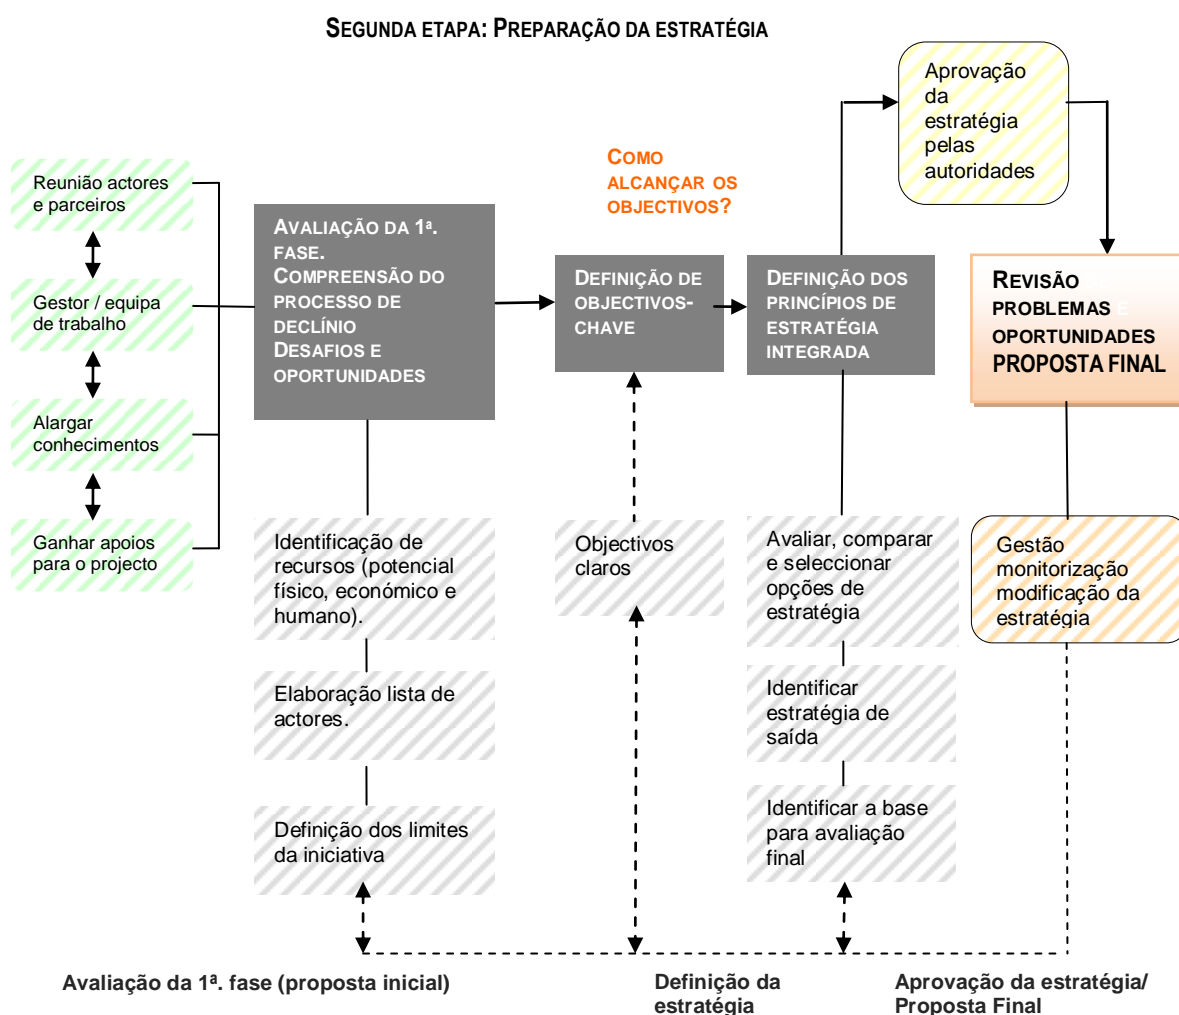 SEGUNDA ETAPA: PREPARAÇÃO DA ESTRATÉGIA
Aprovação
da
estratégia
pelas
autoridades
COMO
ALCANÇAR OS
OBJECTIVOS?
Reunião actores
e parceiros
Gestor / equipa
de trabalho
Alargar
conhecimentos
Ganhar apoios
para o projecto
AVALIAÇÃO DA 1ª.
FASE.
COMPREENSÃO DO
PROCESSO DE
DECLÍNIO
DESAFIOS E
OPORTUNIDADES
DEFINIÇÃO DE
OBJECTIVOS-
CHAVE
DEFINIÇÃO DOS
PRINCÍPIOS DE
ESTRATÉGIA
INTEGRADA
REVISÃO
PROBLEMAS E
OPORTUNIDADES
PROPOSTA FINAL
Identificação de
recursos (potencial
físico, económico e
humano).
Elaboração lista de
actores.
Definição dos limites
da iniciativa
Objectivos
claros
Avaliar, comparar
e seleccionar
opções de
estratégia
Identificar
estratégia de
saída
Identificar a base
para avaliação
final
Gestão
monitorização
modificação da
estratégia
Avaliação da 1ª. fase (proposta inicial)
Definição da
estratégia
Aprovação da estratégia/
Proposta Final